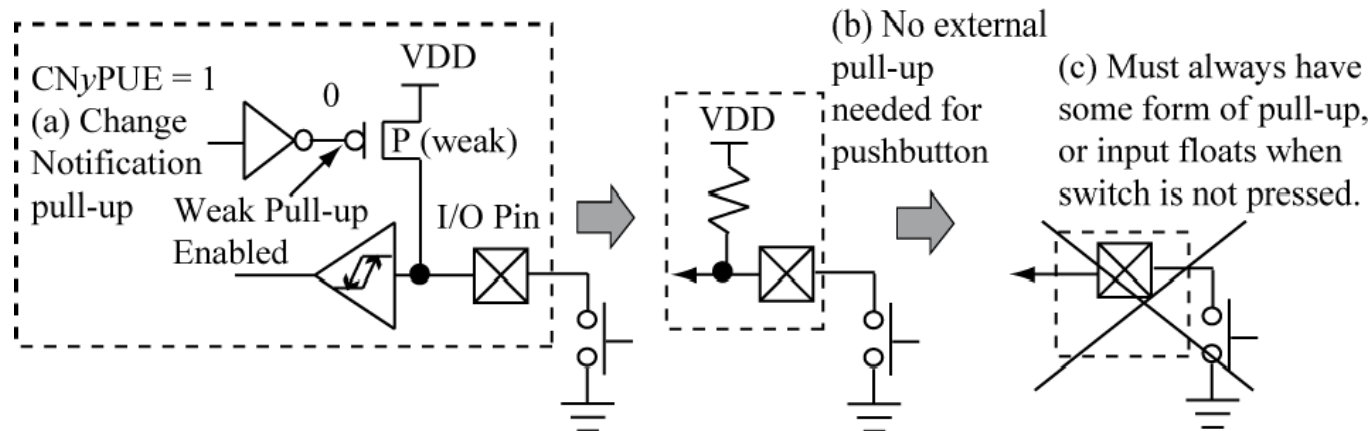 CNyPUE = 1
(a) Change
Notification
pull-up
0
VDD
P (weak)
Weak Pull-up
Enabled
I/O Pin
VDD
(b) No external
pull-up
needed for
pushbutton
(c) Must always have
some form of pull-up,
or input floats when
switch is not pressed.